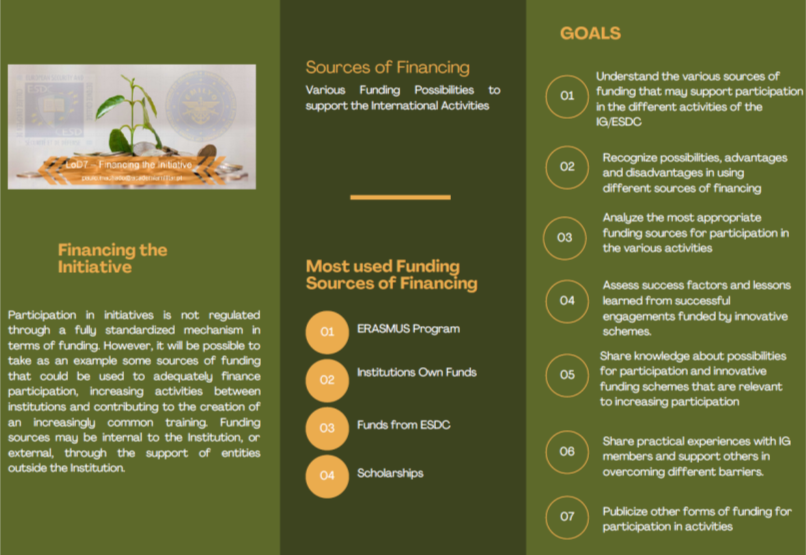 ESDC
LoD7 – Financing the Initiative
Financing the
Initiative
Participation in initiatives is not regulated
through a fully standardized mechanism in
terms of funding. However, it will be possible to
take as an example some sources of funding
that could be used to adequately finance
participation, increasing activities between
institutions and contributing to the creation of
an increasingly common training. Funding
sources may be internal to the Institution, or
external, through the support of entities
outside the Institution.
Sources of Financing
Various Funding Possibilities to
support the International Activities
Most used Funding
Sources of Financing
01 ERASMUS Program
02 Institutions Own Funds
03 Funds from ESDC
04 Scholarships
GOALS
01 Understand the various sources of
funding that may support participation
in the different activities of the
IG/ESDC
02 Recognize possibilities, advantages
and disadvantages in using
different sources of financing
03 Analyze the most appropriate
funding sources for participation in
the various activities
04 Assess success factors and lessons
learned from successful
engagements funded by innovative
schemes.
05 Share knowledge about possibilities
for participation and innovative
funding schemes that are relevant
to increasing participation
06 Share practical experiences with IG
members and support others in
overcoming different barriers.
07 Publicize other forms of funding for
participation in activities